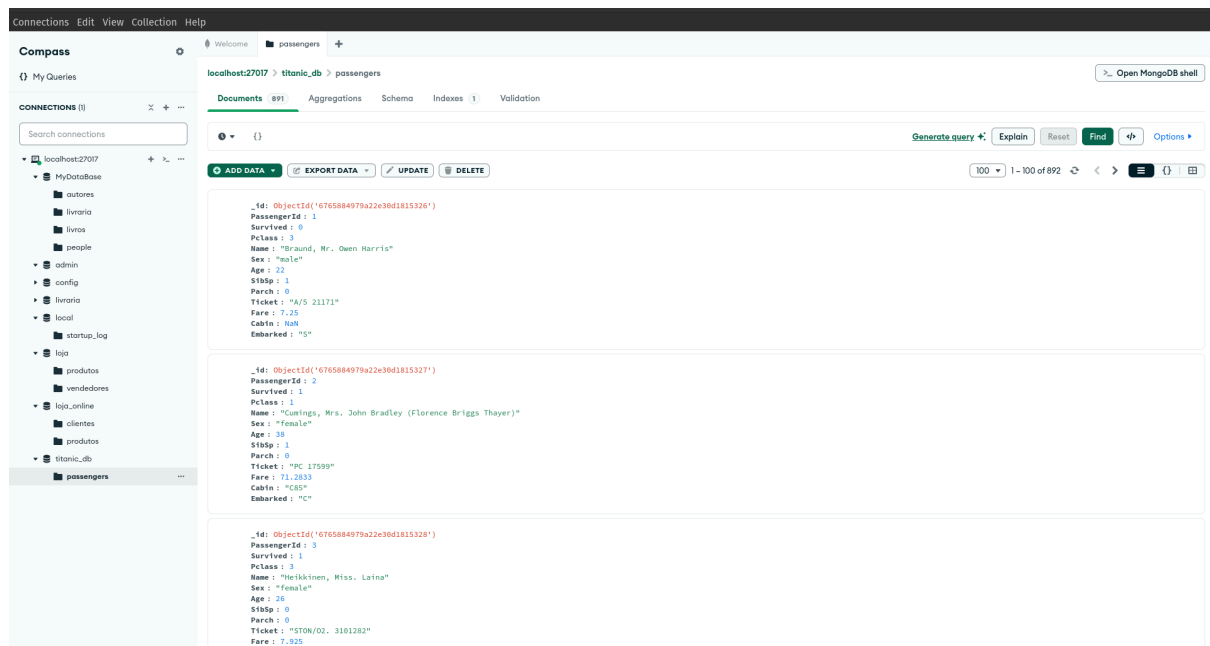 Connections Edit View Collection Help
Compass
{} My Queries
CONNECTIONS (1)
Search connections
localhost:27017
MyDataBase
autores
livraria
livros
people
admin
config
livraria
local
startup_log
loja
produtos
vendedores
loja_online
clientes
produtos
titanic_db
passengers
Welcome
passengers
localhost:27017 > titanic_db > passengers
>_ Open MongoDB shell
Documents 891 Aggregations Schema Indexes 1 Validation
{}
Generate query Explain Reset Find </> Options
ADD DATA EXPORT DATA UPDATE DELETE
100 1 – 100 of 892 {}
_id: ObjectId('6765884979a22e30d1815326')
PassengerId : 1
Survived : 0
Pclass : 3
Name : "Braund, Mr. Owen Harris"
Sex : "male"
Age : 22
SibSp : 1
Parch : 0
Ticket : "A/5 21171"
Fare : 7.25
Cabin : NaN
Embarked : "S"
_id: ObjectId('6765884979a22e30d1815327')
PassengerId : 2
Survived : 1
Pclass : 1
Name : "Cumings, Mrs. John Bradley (Florence Briggs Thayer)"
Sex : "female"
Age : 38
SibSp : 1
Parch : 0
Ticket : "PC 17599"
Fare : 71.2833
Cabin : "C85"
Embarked : "C"
_id: ObjectId('6765884979a22e30d1815328')
PassengerId : 3
Survived : 1
Pclass : 3
Name : "Heikkinen, Miss. Laina"
Sex : "female"
Age : 26
SibSp : 0
Parch : 0
Ticket : "STON/O2. 3101282"
Fare : 7.925